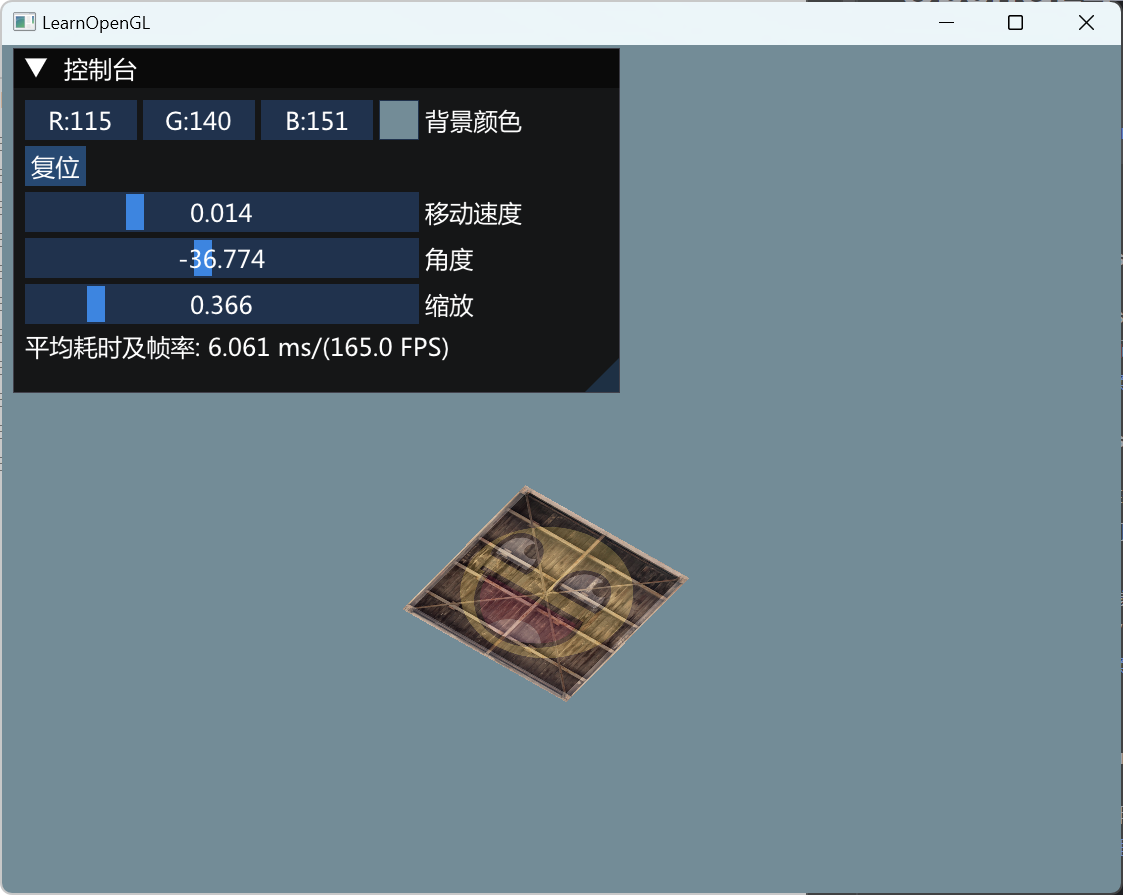 LearnOpenGL
控制台
R:115 G:140 B:151 背景颜色
复位
0.014 移动速度
-36.774 角度
0.366 缩放
平均耗时及帧率: 6.061 ms/(165.0 FPS)